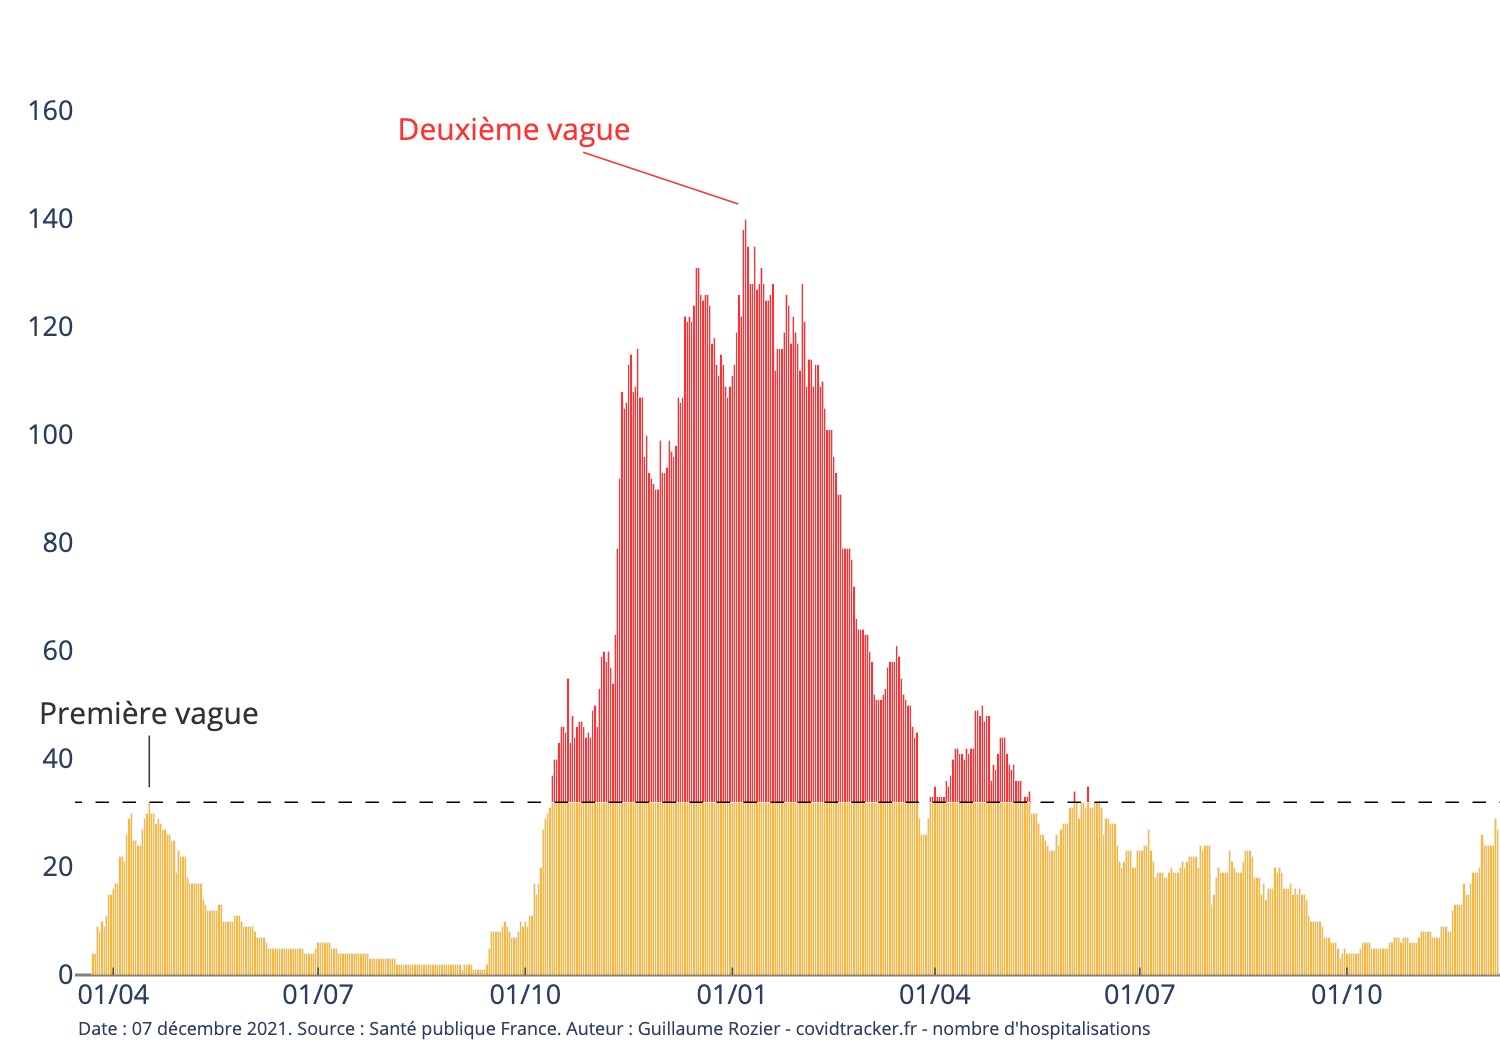 160
Deuxième vague
140
120
100
80
60
Première vague
40
20
0
01/04 01/07 01/10 01/01 01/04 01/07 01/10
Date : 07 décembre 2021. Source : Santé publique France. Auteur : Guillaume Rozier - covidtracker.fr - nombre d'hospitalisations